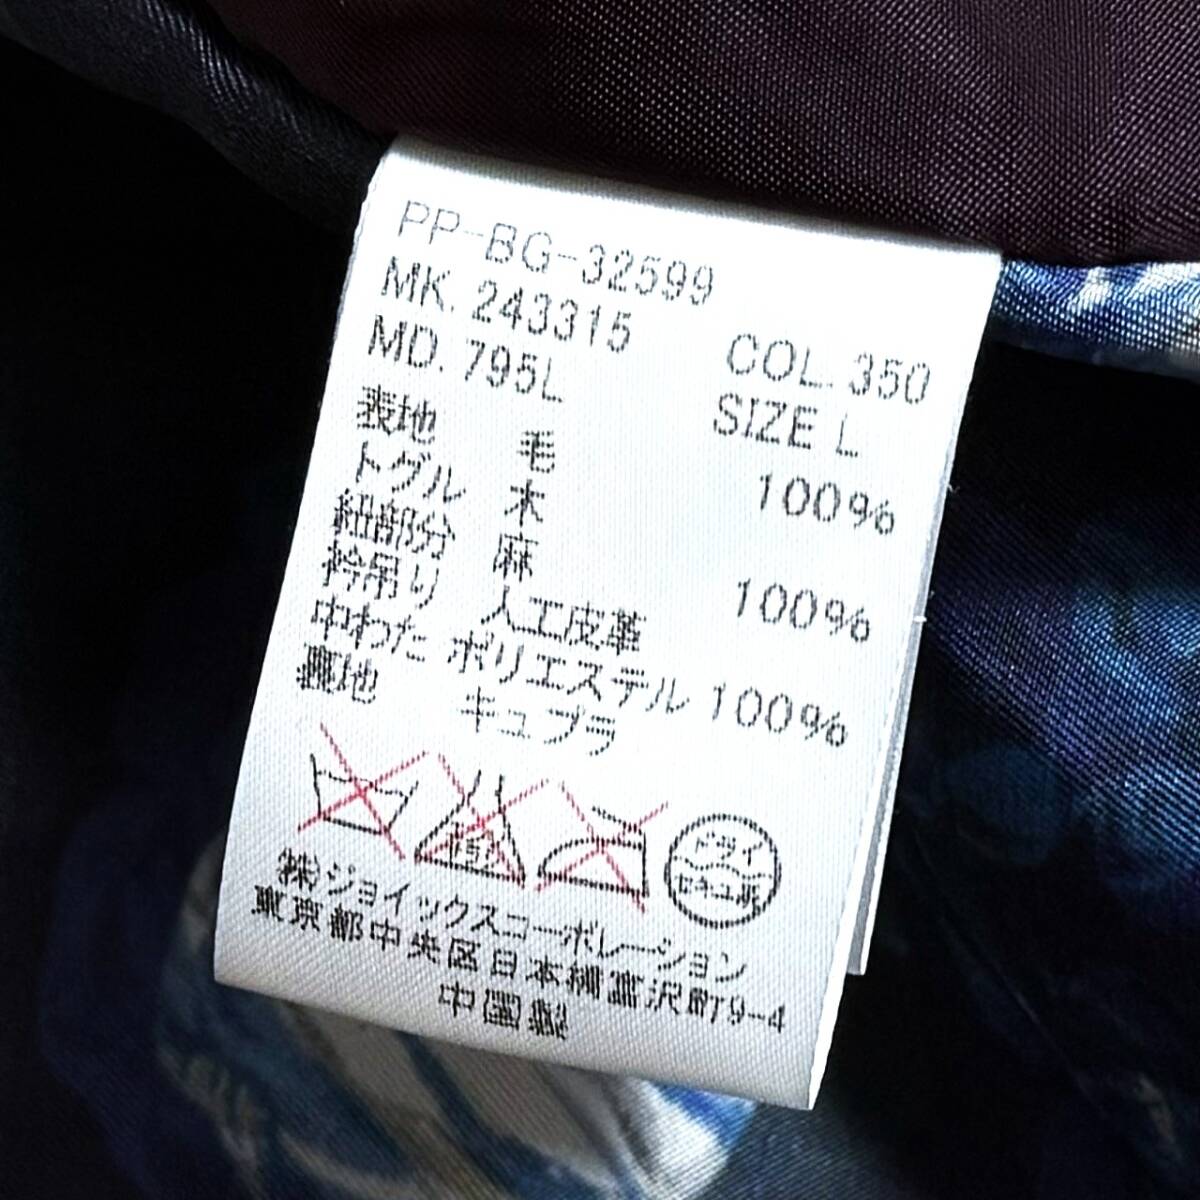 PP-BG-32599
MK. 243315 COL. 350
MD. 795L SIZE L
表地 毛 100%
トグル 木
紐部分 麻 100%
衿吊り 人工皮革
中わた ポリエステル 100%
裏地 キュプラ
ドライ
セキユ系
(株)ジョイックスコーポレーション
東京都中央区日本橋富沢町9-4
中国製